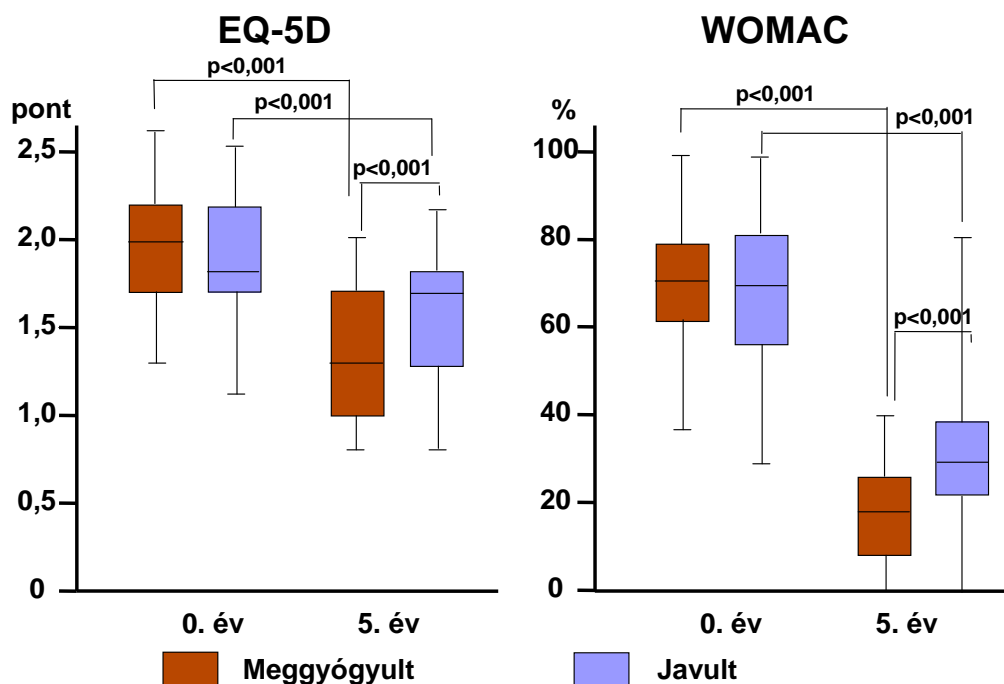 EQ-5D
WOMAC
p<0,001
p<0,001
p<0,001
pont
2,5
2,0
1,5
1,0
0,5
0
0. év
5. év
p<0,001
p<0,001
p<0,001
%
100
80
60
40
20
0
0. év
5. év
Meggyógyult
Javult